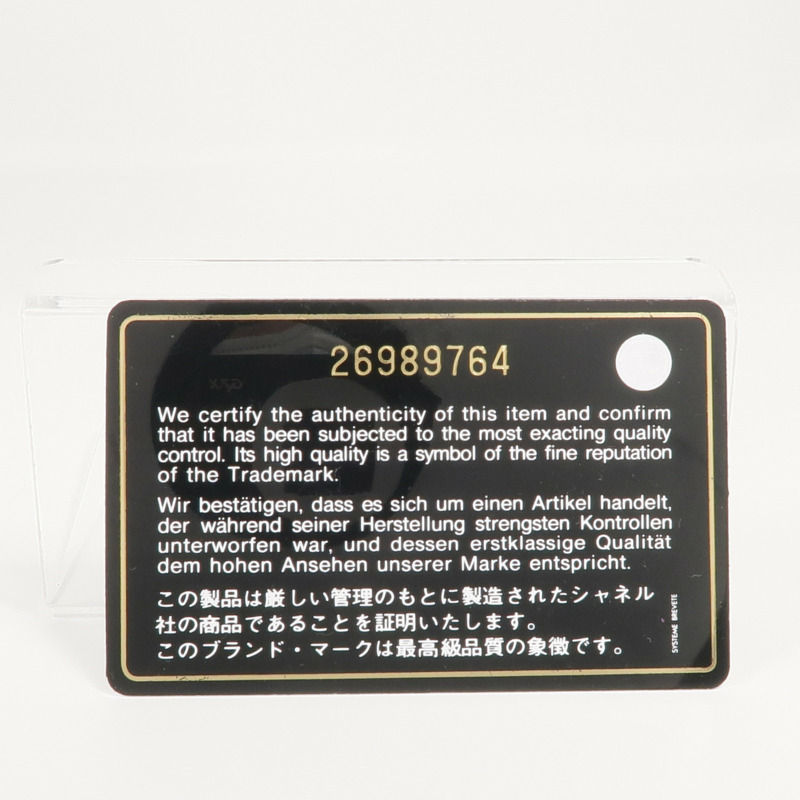 26989764
We certify the authenticity of this item and confirm
that it has been subjected to the most exacting quality
control. Its high quality is a symbol of the fine reputation
of the Trademark.
Wir bestätigen, dass es sich um einen Artikel handelt,
der während seiner Herstellung strengsten Kontrollen
unterworfen war, und dessen erstklassige Qualität
dem hohen Ansehen unserer Marke entspricht.
この製品は厳しい管理のもとに製造されたシャネル
社の商品であることを証明いたします。
このブランド・マークは最高級品質の象徴です。
SYSTEME BREVETE